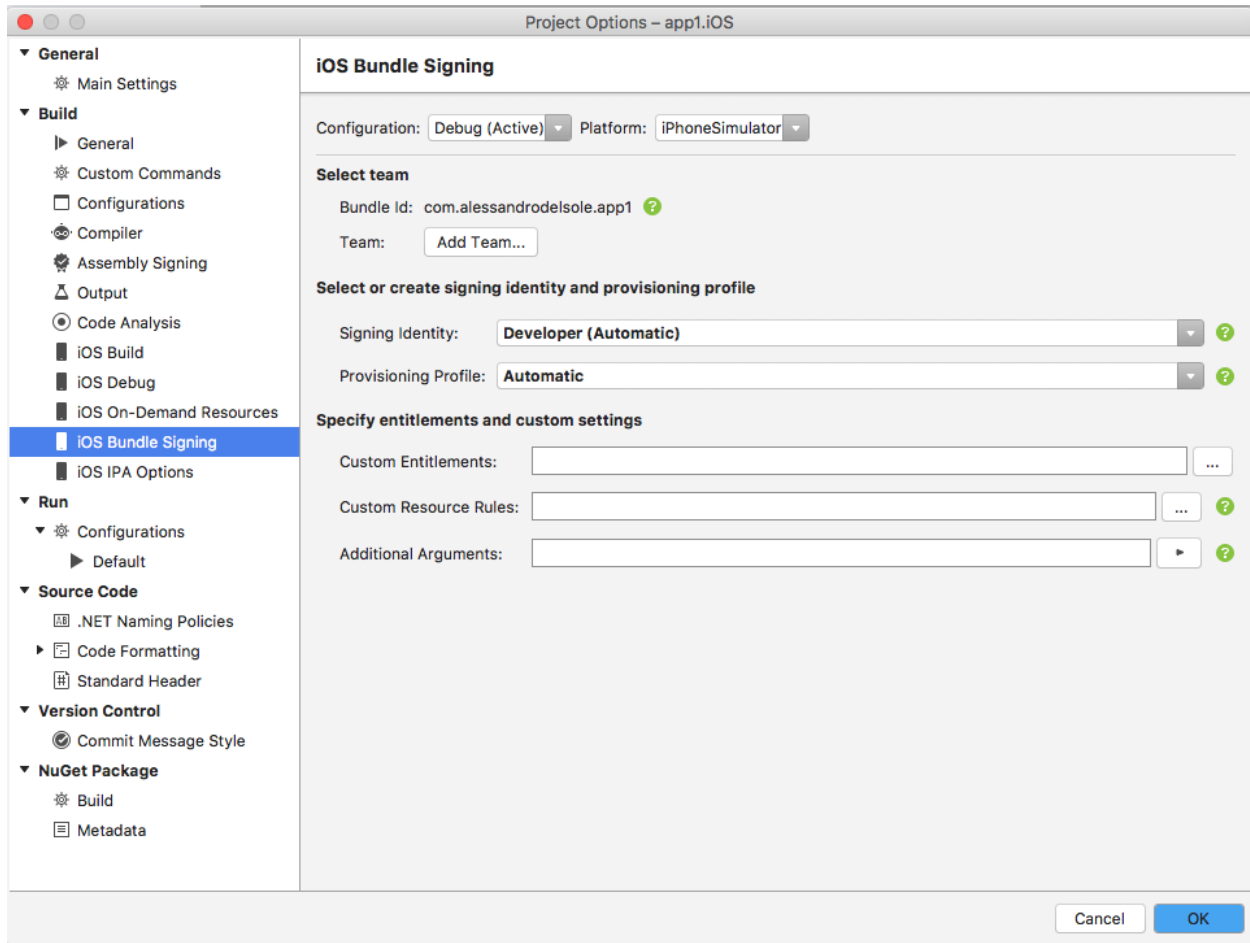 Project Options – app1.iOS
General
Main Settings
Build
General
Custom Commands
Configurations
Compiler
Assembly Signing
Output
Code Analysis
iOS Build
iOS Debug
iOS On-Demand Resources
iOS Bundle Signing
iOS IPA Options
Run
Configurations
Default
Source Code
.NET Naming Policies
Code Formatting
Standard Header
Version Control
Commit Message Style
NuGet Package
Build
Metadata
iOS Bundle Signing
Configuration: Debug (Active) Platform: iPhoneSimulator
Select team
Bundle Id: com.alessandrodelsole.app1 ?
Team: Add Team...
Select or create signing identity and provisioning profile
Signing Identity: Developer (Automatic) ?
Provisioning Profile: Automatic ?
Specify entitlements and custom settings
Custom Entitlements: ...
Custom Resource Rules: ... ?
Additional Arguments: ?
Cancel OK